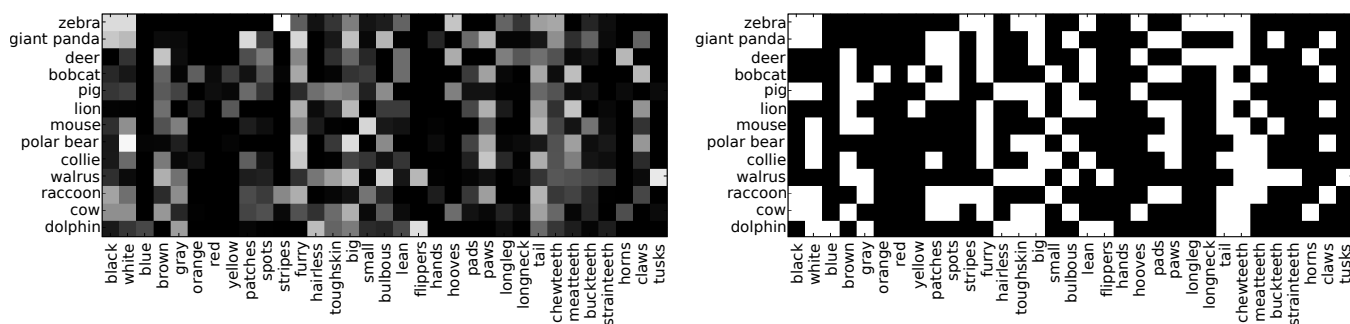 zebra
giant panda
deer
bobcat
pig
lion
mouse
polar bear
collie
walrus
raccoon
cow
dolphin
black
white
blue
brown
gray
orange
red
yellow
patches
spots
stripes
furry
hairless
toughskin
big
small
bulbous
lean
flippers
hands
hooves
pads
paws
longleg
longneck
tail
chewteeth
meatteeth
buckteeth
strainteeth
horns
claws
tusks
zebra
giant panda
deer
bobcat
pig
lion
mouse
polar bear
collie
walrus
raccoon
cow
dolphin
black
white
blue
brown
gray
orange
red
yellow
patches
spots
stripes
furry
hairless
toughskin
big
small
bulbous
lean
flippers
hands
hooves
pads
paws
longleg
longneck
tail
chewteeth
meatteeth
buckteeth
strainteeth
horns
claws
tusks